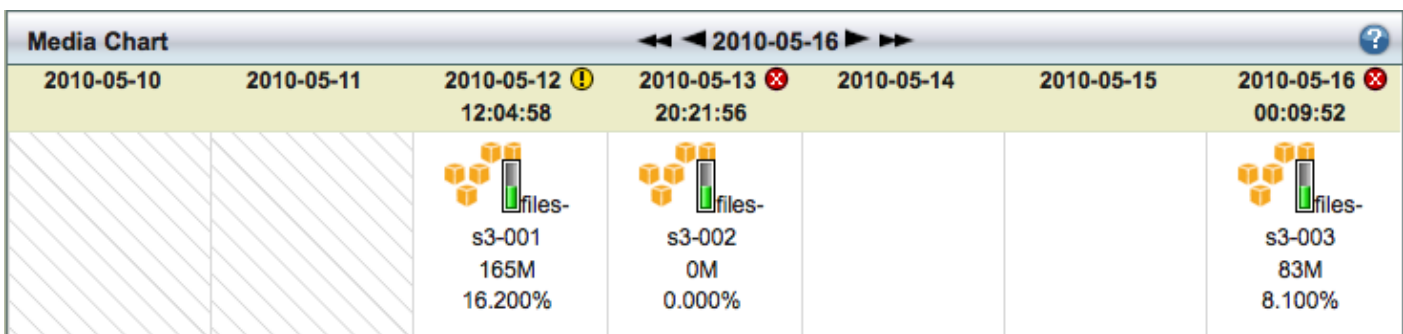 Media Chart 2010-05-16
2010-05-10 2010-05-11 2010-05-12 2010-05-13 2010-05-14 2010-05-15 2010-05-16
12:04:58 20:21:56 00:09:52
files- files- files-
s3-001 s3-002 s3-003
165M 0M 83M
16.200% 0.000% 8.100%